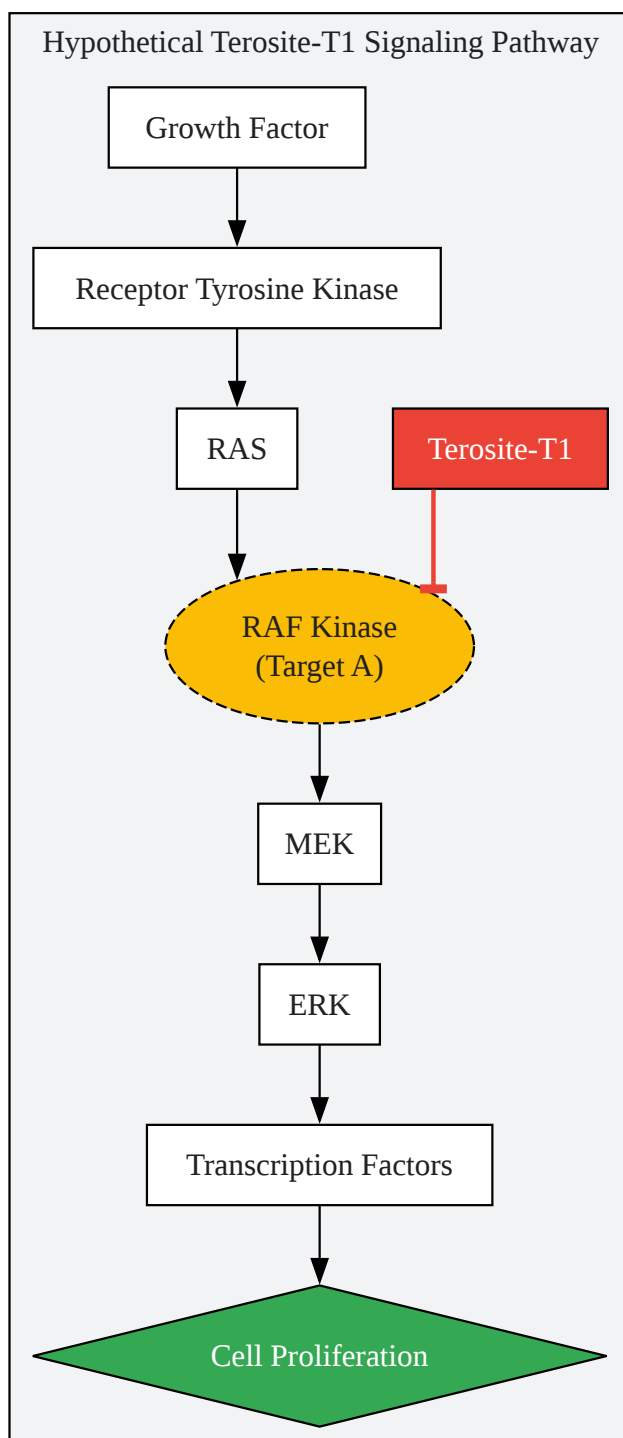 Hypothetical Terosite-T1 Signaling Pathway
Growth Factor
Receptor Tyrosine Kinase
RAS
Terosite-T1
RAF Kinase
(Target A)
MEK
ERK
Transcription Factors
Cell Proliferation